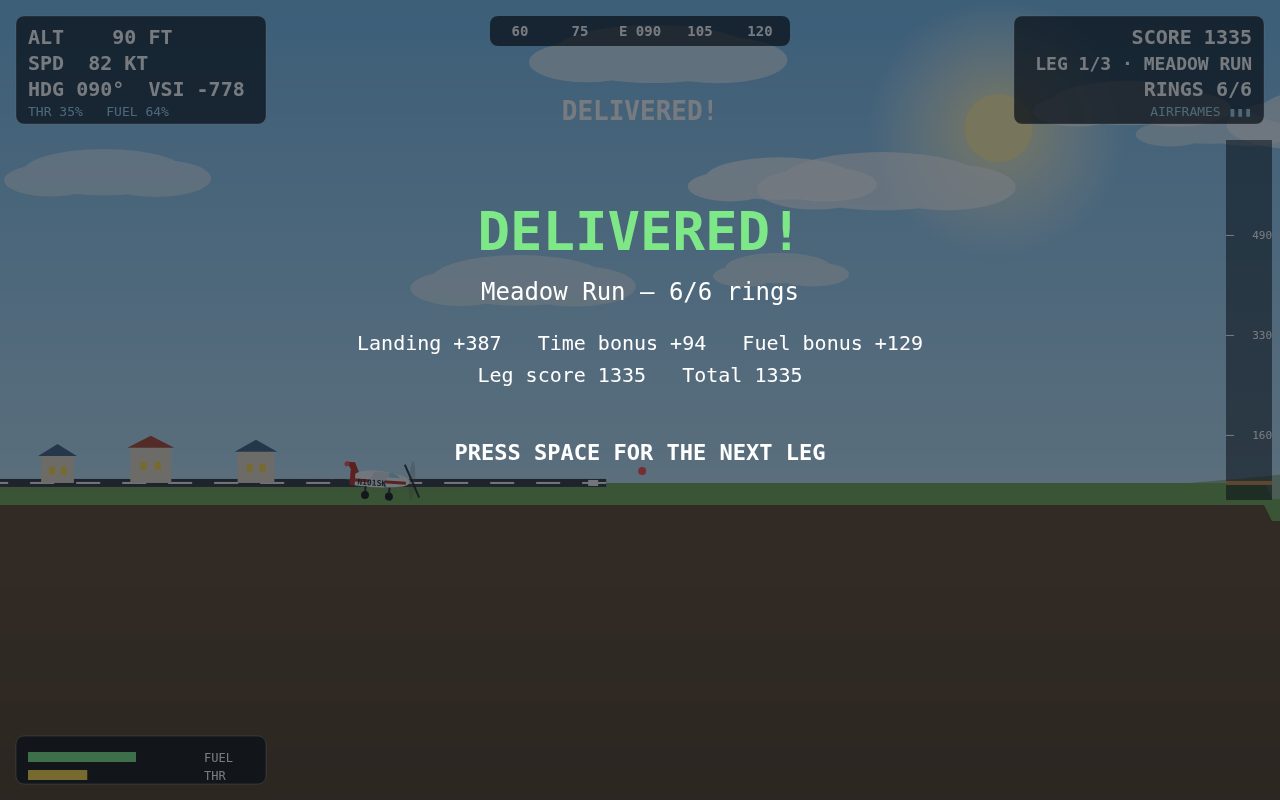 ALT 90 FT
SPD 82 KT
HDG 090° VSI -778
THR 35% FUEL 64%
60 75 E 090 105 120
SCORE 1335
LEG 1/3 · MEADOW RUN
RINGS 6/6
AIRFRAMES
DELIVERED!
DELIVERED!
Meadow Run — 6/6 rings
Landing +387 Time bonus +94 Fuel bonus +129
Leg score 1335 Total 1335
PRESS SPACE FOR THE NEXT LEG
490
330
160
N101SK
FUEL
THR